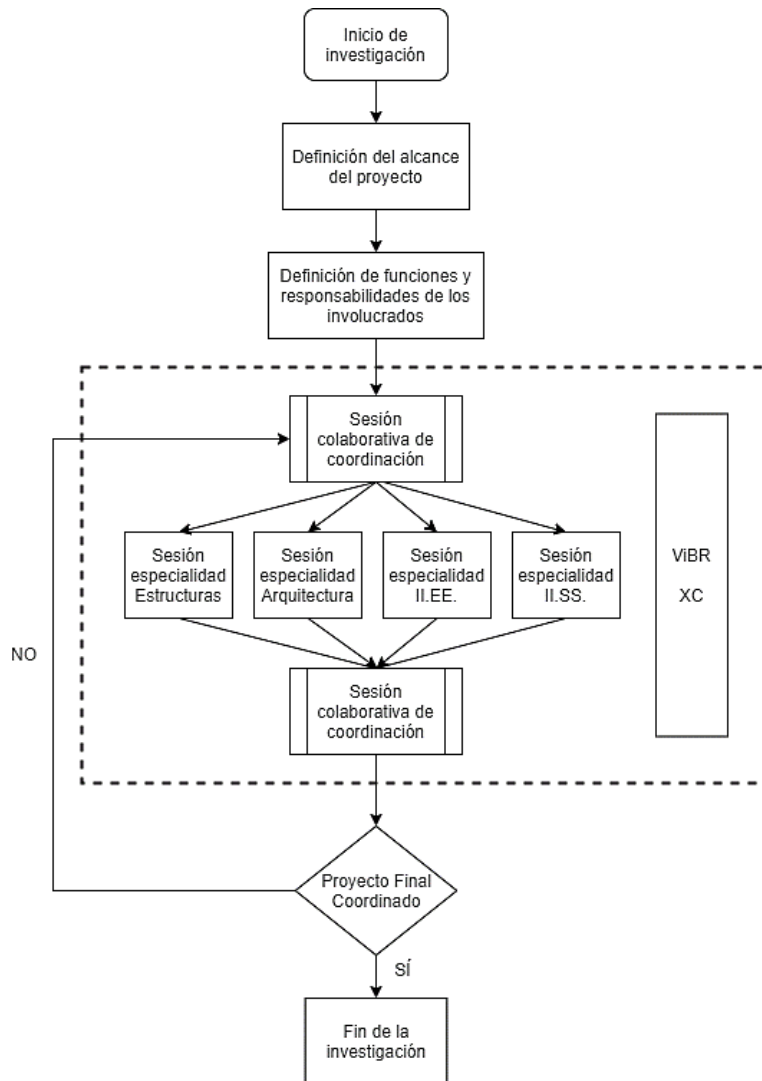 Inicio de
investigación
Definición del alcance
del proyecto
Definición de funciones y
responsabilidades de los
involucrados
Sesión
colaborativa de
coordinación
Sesión
especialidad
Estructuras
Sesión
especialidad
Arquitectura
Sesión
especialidad
II.EE.
Sesión
especialidad
II.SS.
ViBR
XC
NO
Sesión
colaborativa de
coordinación
Proyecto Final
Coordinado
SÍ
Fin de la
investigación